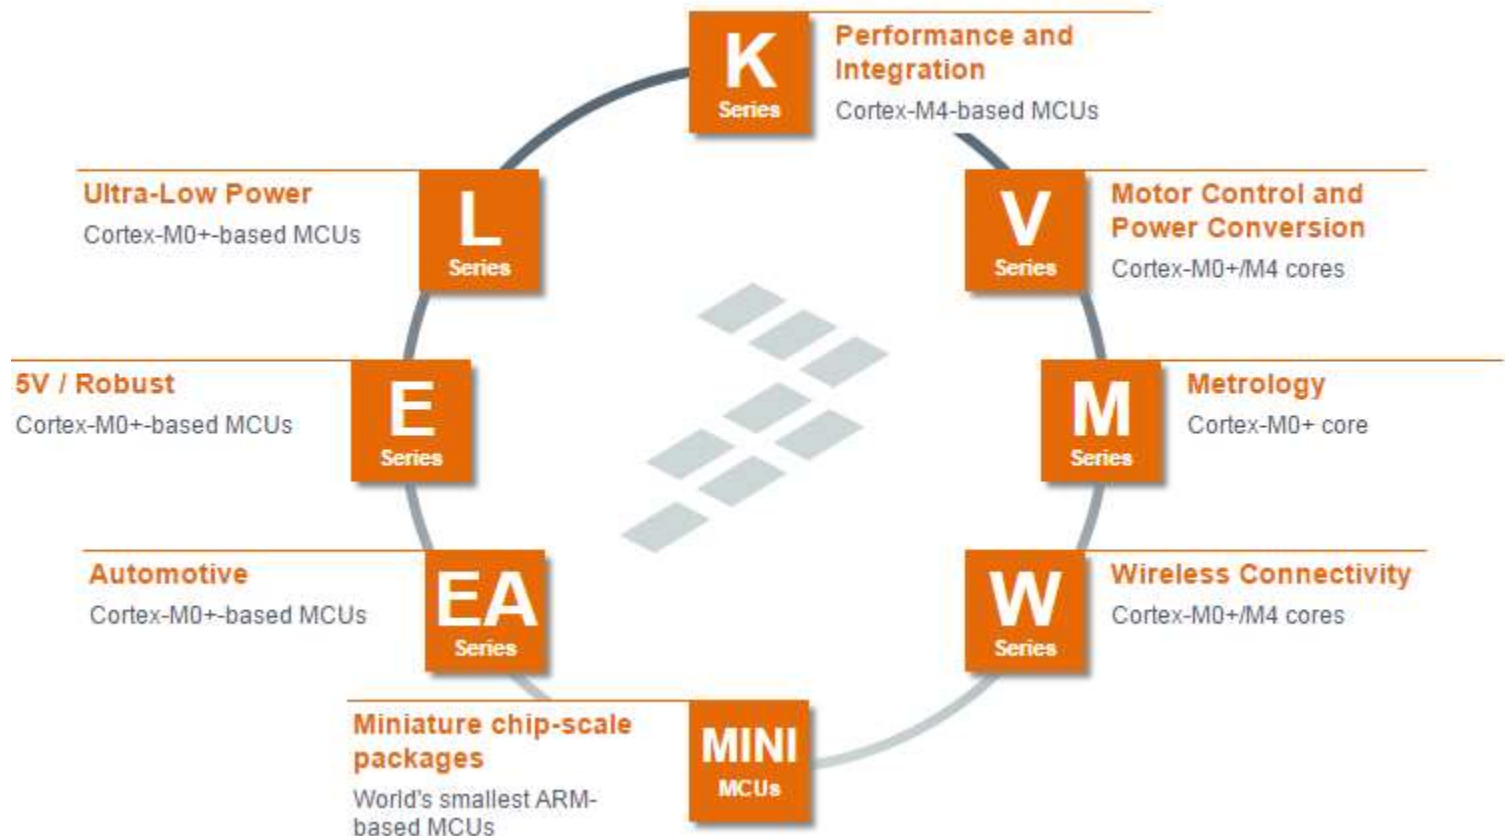 K
Series
Performance and
Integration
Cortex-M4-based MCUs
Ultra-Low Power
Cortex-M0+-based MCUs
L
Series
V
Series
Motor Control and
Power Conversion
Cortex-M0+/M4 cores
5V / Robust
Cortex-M0+-based MCUs
E
Series
M
Series
Metrology
Cortex-M0+ core
Automotive
Cortex-M0+-based MCUs
EA
Series
W
Series
Wireless Connectivity
Cortex-M0+/M4 cores
Miniature chip-scale
packages
World's smallest ARM-
based MCUs
MINI
MCUs